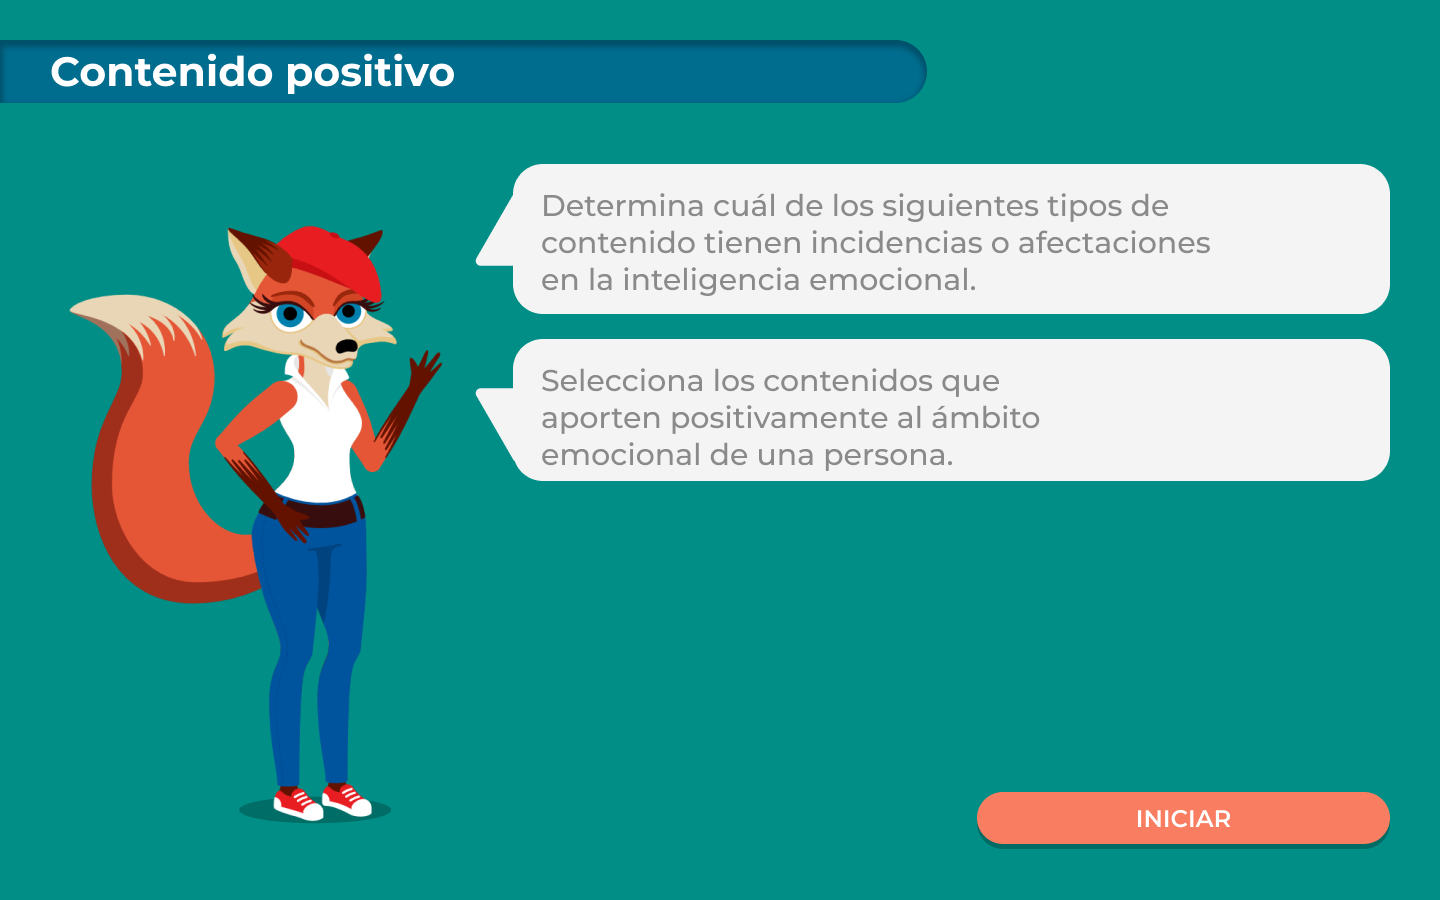 Contenido positivo
Determina cuál de los siguientes tipos de
contenido tienen incidencias o afectaciones
en la inteligencia emocional.
Selecciona los contenidos que
aporten positivamente al ámbito
emocional de una persona.
INICIAR